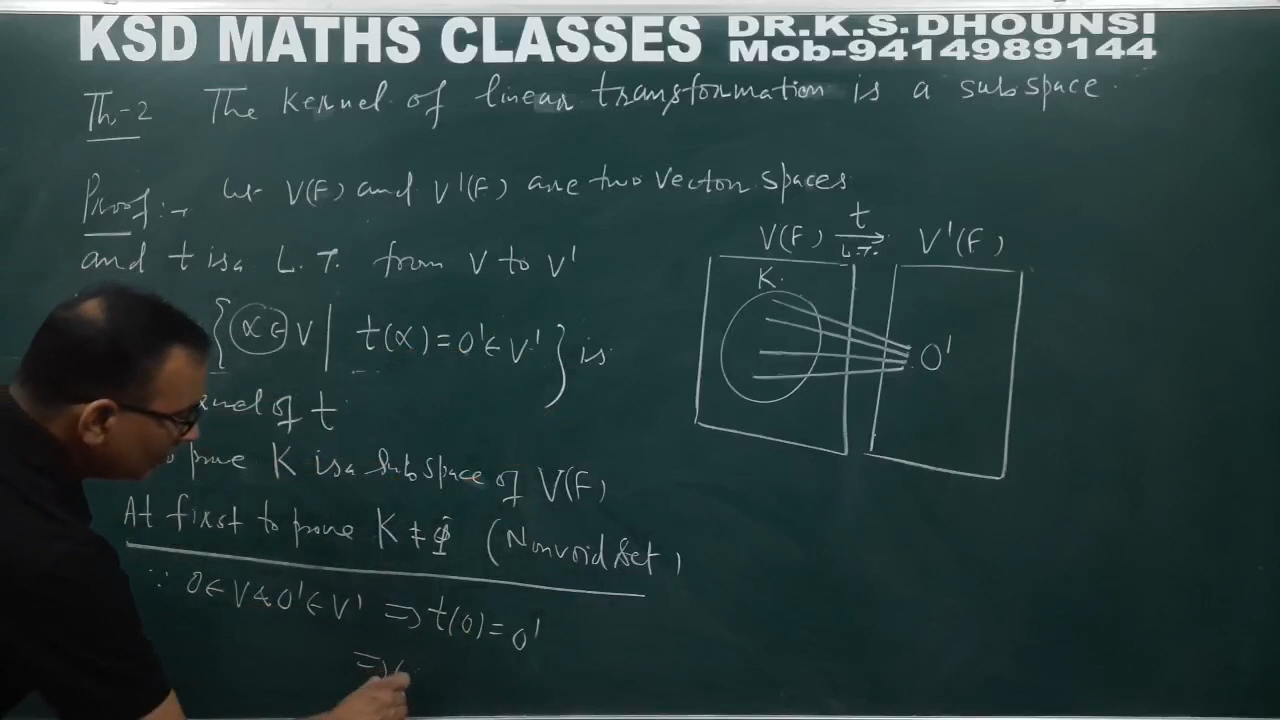 KSD MATHS CLASSES
DR.K.S.DHOUNSI
Mob-9414989144
Th-2 The Kernel of linear transformation is a subspace.
Proof:- let V(F) and V'(F) are two Vector spaces
and t is a L.T. from V to V'
{α∈V | t(α)=0'∈V'} is
of t
prove K is a Subspace of V(F)
At first to prove K ≠ Φ (Nonvoid Set)
∵ 0∈V & 0'∈V' ⇒ t(0)=0'
⇒
V(F) t L.T. V'(F)
K
0'